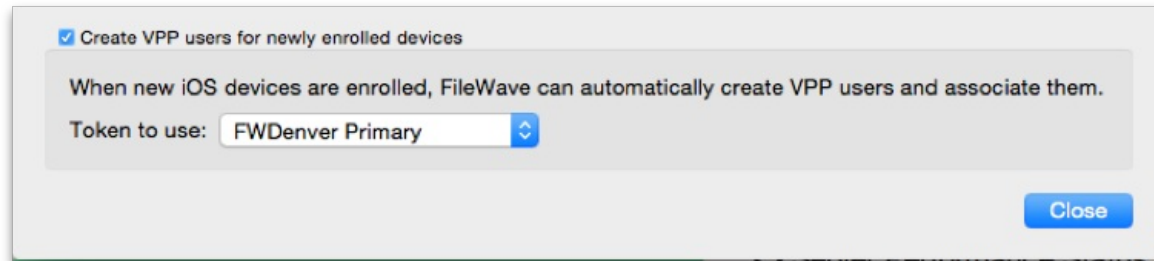 Create VPP users for newly enrolled devices
When new iOS devices are enrolled, FileWave can automatically create VPP users and associate them.
Token to use: FWDenver Primary
Close